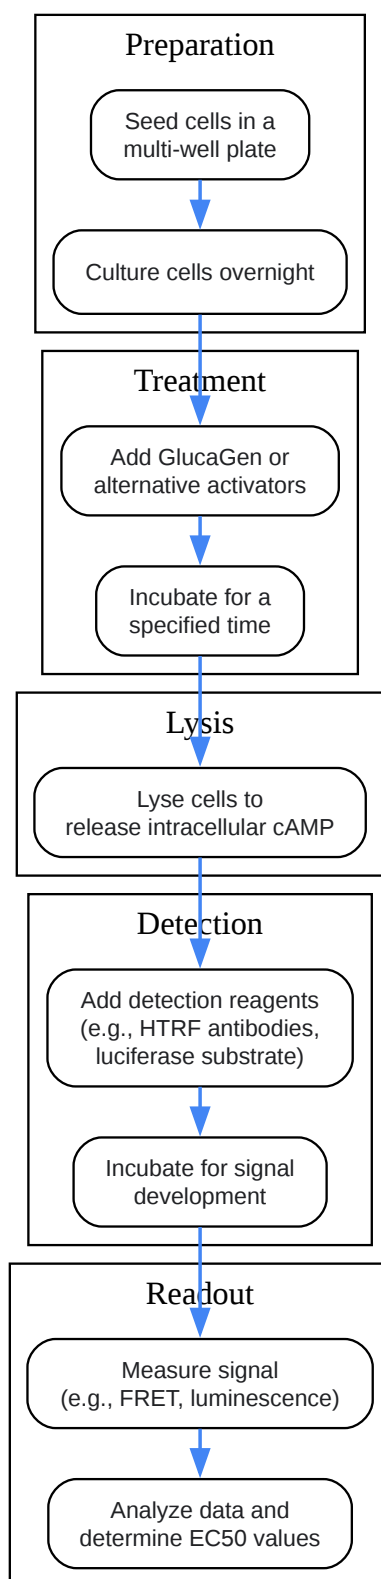 Preparation
Seed cells in a
multi-well plate
Culture cells overnight
Treatment
Add GlucaGen or
alternative activators
Incubate for a
specified time
Lysis
Lyse cells to
release intracellular cAMP
Detection
Add detection reagents
(e.g., HTRF antibodies,
luciferase substrate)
Incubate for signal
development
Readout
Measure signal
(e.g., FRET, luminescence)
Analyze data and
determine EC50 values